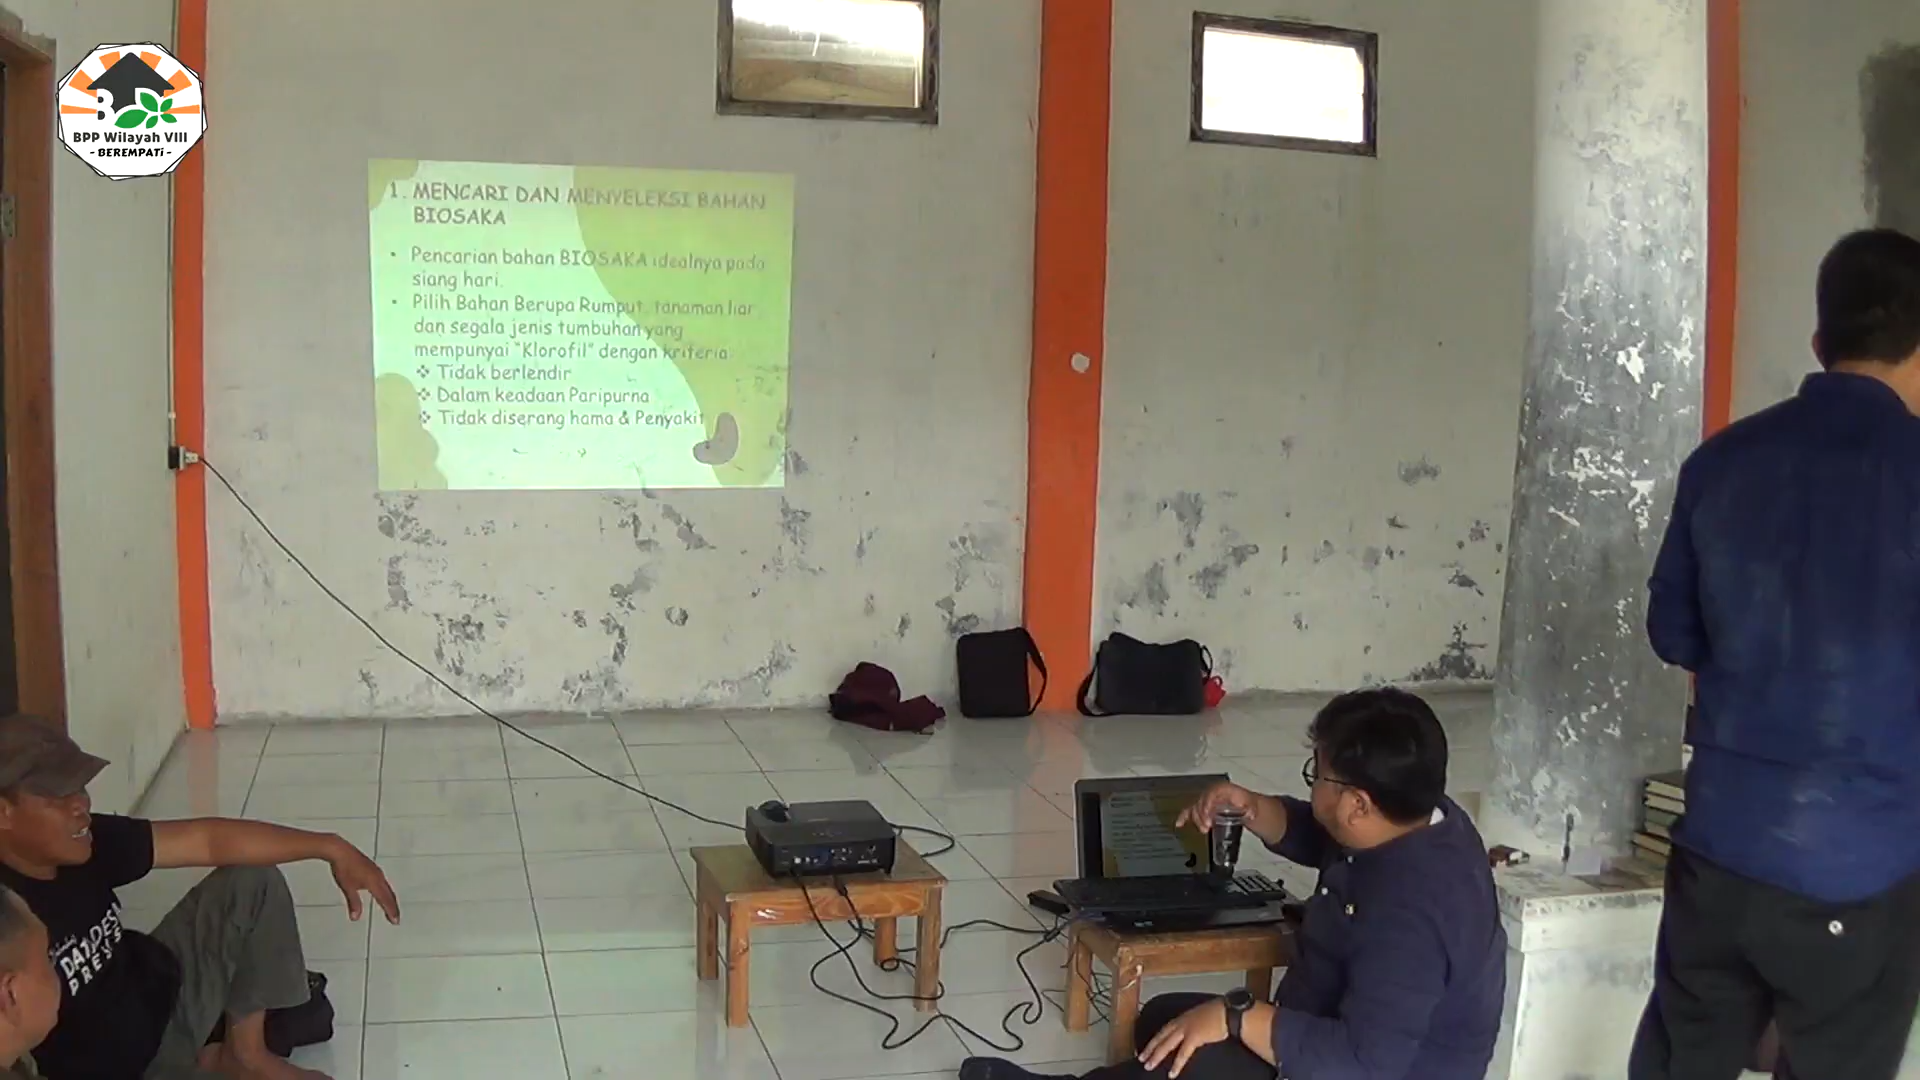 BPP Wilayah VIII
- BEREMPATi -
1. MENCARI DAN MENYELEKSI BAHAN
BIOSAKA
• Pencarian bahan BIOSAKA idealnya pada
siang hari.
• Pilih Bahan Berupa Rumput, tanaman liar
dan segala jenis tumbuhan yang
mempunyai "Klorofil" dengan kriteria:
❖ Tidak berlendir
❖ Dalam keadaan Paripurna
❖ Tidak diserang hama & Penyakit
PRESS